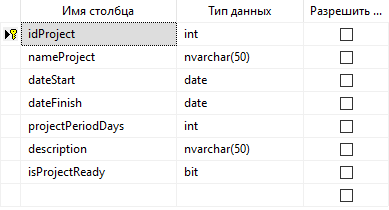 Имя столбца Тип данных Разрешить ...
idProject int
nameProject nvarchar(50)
dateStart date
dateFinish date
projectPeriodDays int
description nvarchar(50)
isProjectReady bit